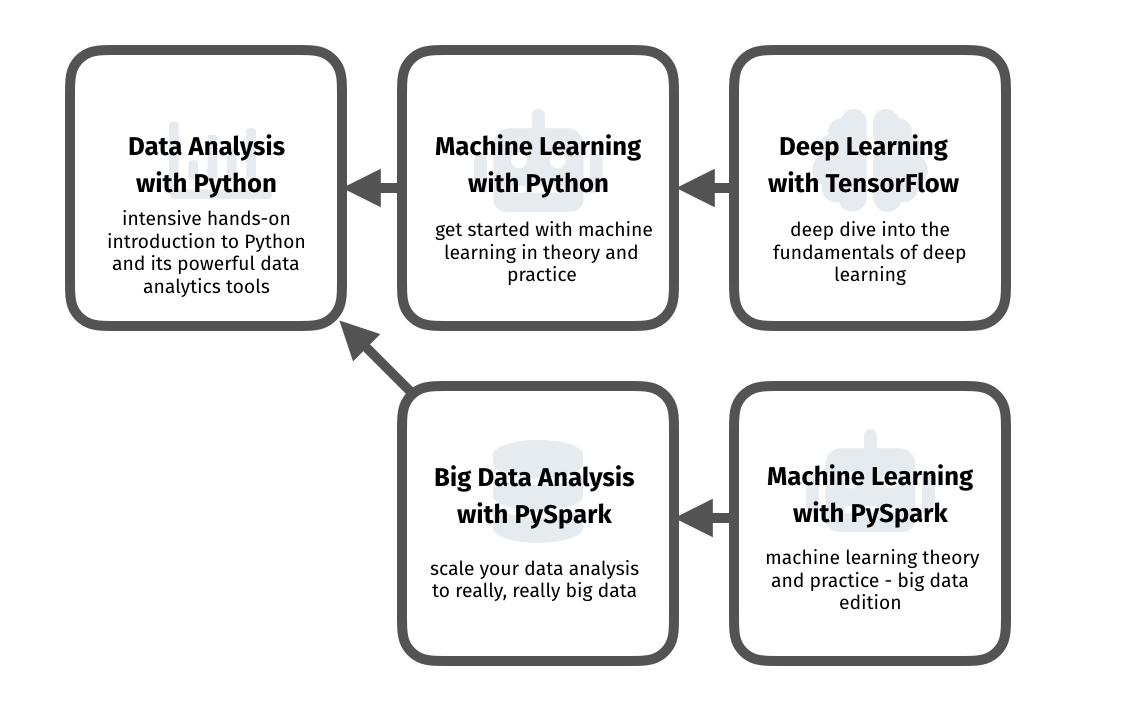 Data Analysis
with Python
intensive hands-on
introduction to Python
and its powerful data
analytics tools
Machine Learning
with Python
get started with machine
learning in theory and
practice
Deep Learning
with TensorFlow
deep dive into the
fundamentals of deep
learning
Big Data Analysis
with PySpark
scale your data analysis
to really, really big data
Machine Learning
with PySpark
machine learning theory
and practice - big data
edition